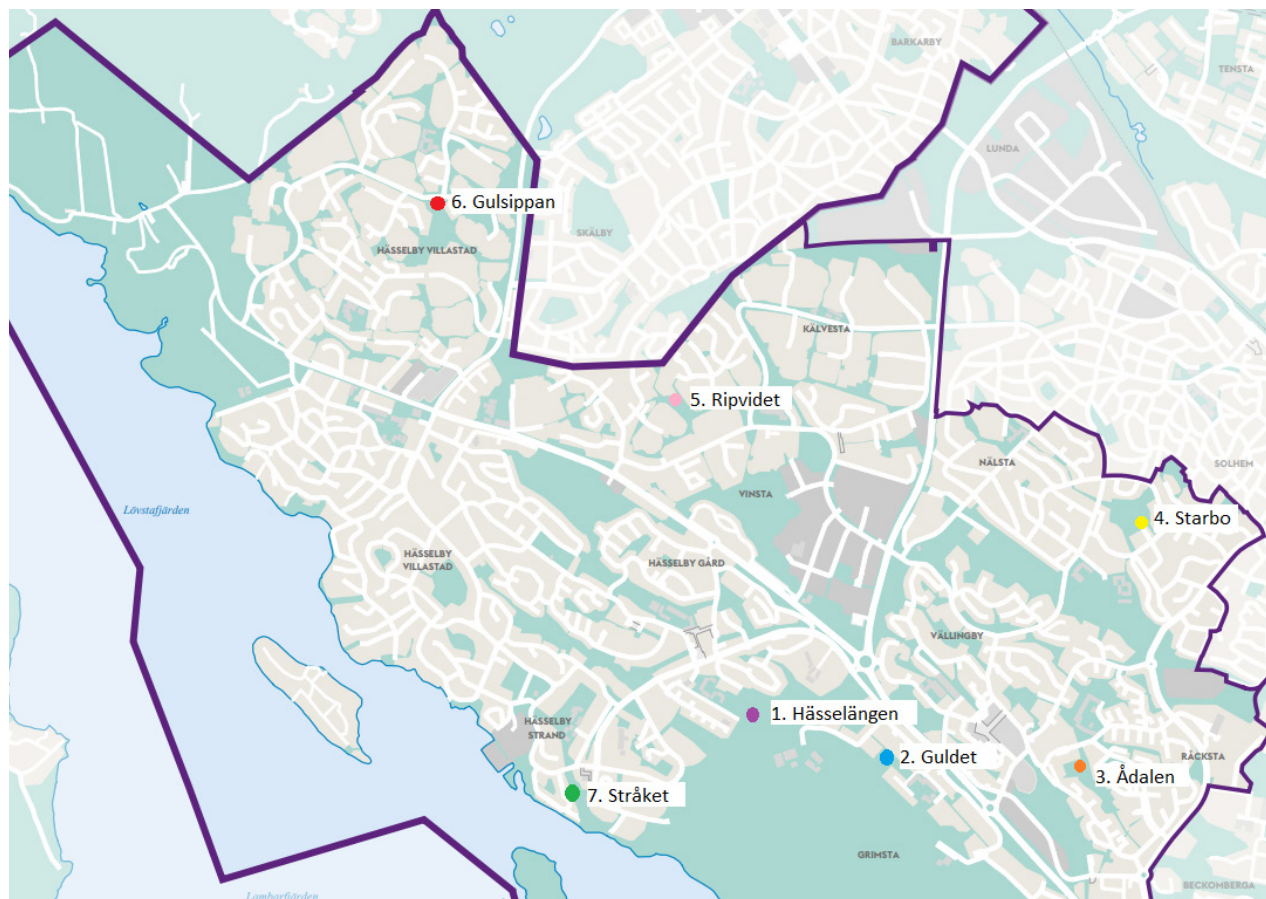 BARKARBY
TENSTA
LUNDA
6. Gulsippan
SKÄLBY
HÄSSELBY VILLASTAD
KÄLVESTA
5. Ripvidet
NÄLSTA
SOLHEM
VINSTA
Lövstafjärden
4. Starbo
HÄSSELBY
VILLASTAD
HÄSSELBY GÅRD
VÄLLINGBY
1. Hässelängen
HÄSSELBY
STRAND
2. Guldet
RÅCKSTA
3. Ådalen
7. Stråket
GRIMSTA
BECKOMBERGA
Lambarfjärden